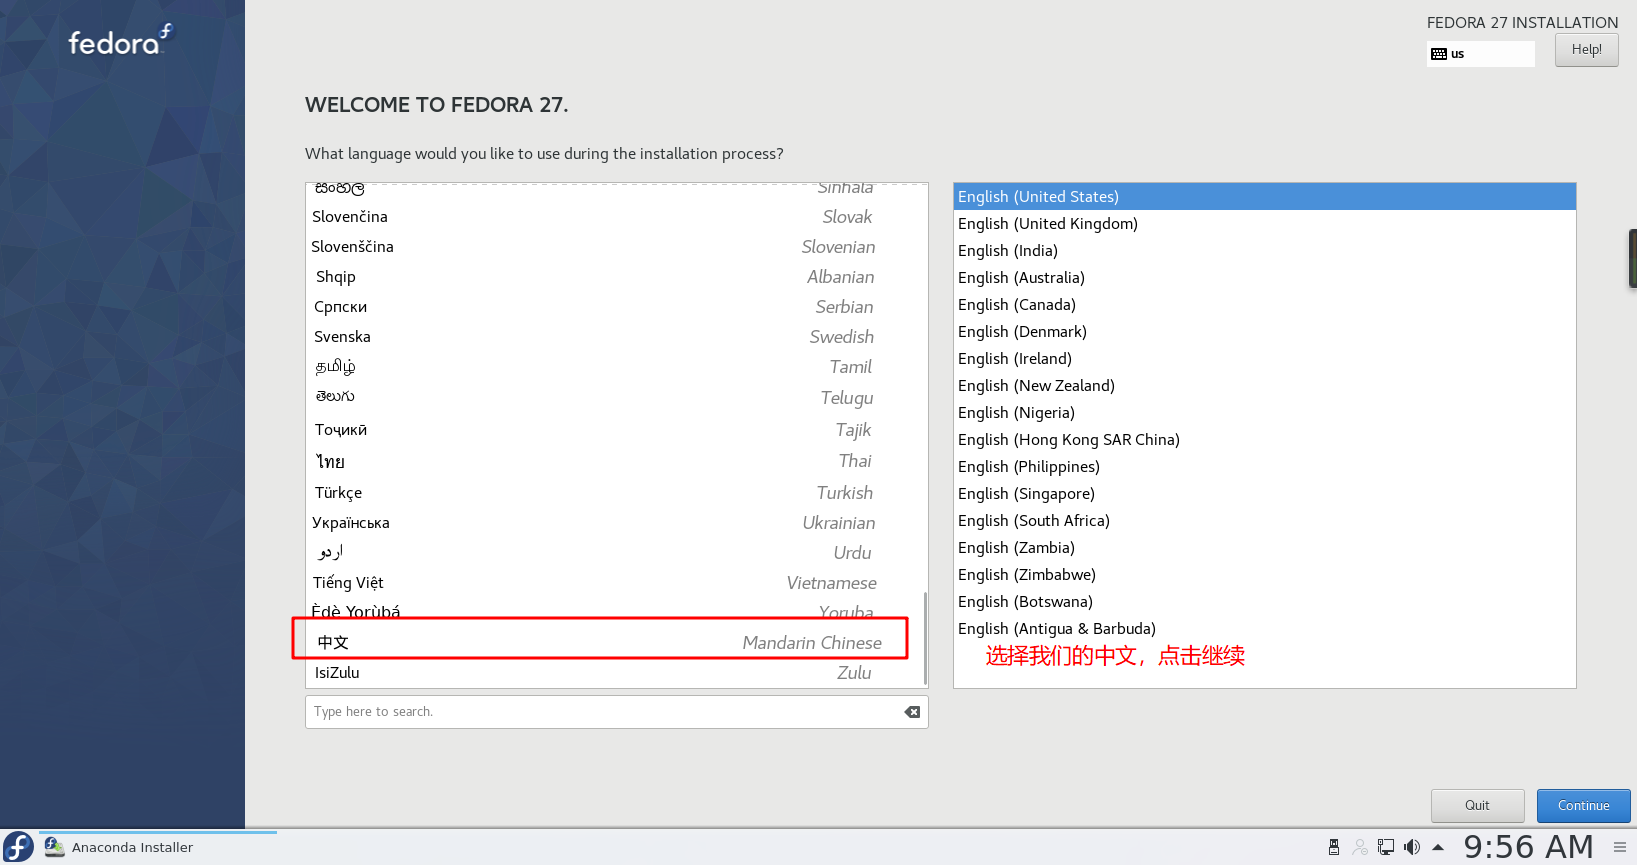 fedora
FEDORA 27 INSTALLATION
us
Help!
WELCOME TO FEDORA 27.
What language would you like to use during the installation process?
සිංහල Sinhala
Slovenčina Slovak
Slovenščina Slovenian
Shqip Albanian
Српски Serbian
Svenska Swedish
தமிழ் Tamil
తెలుగు Telugu
Тоҷикӣ Tajik
ไทย Thai
Türkçe Turkish
Українська Ukrainian
اردو Urdu
Tiếng Việt Vietnamese
Èdè Yorùbá Yoruba
中文 Mandarin Chinese
IsiZulu Zulu
Type here to search.
English (United States)
English (United Kingdom)
English (India)
English (Australia)
English (Canada)
English (Denmark)
English (Ireland)
English (New Zealand)
English (Nigeria)
English (Hong Kong SAR China)
English (Philippines)
English (Singapore)
English (South Africa)
English (Zambia)
English (Zimbabwe)
English (Botswana)
English (Antigua & Barbuda)
选择我们的中文，点击继续
Quit
Continue
Anaconda Installer
9:56 AM